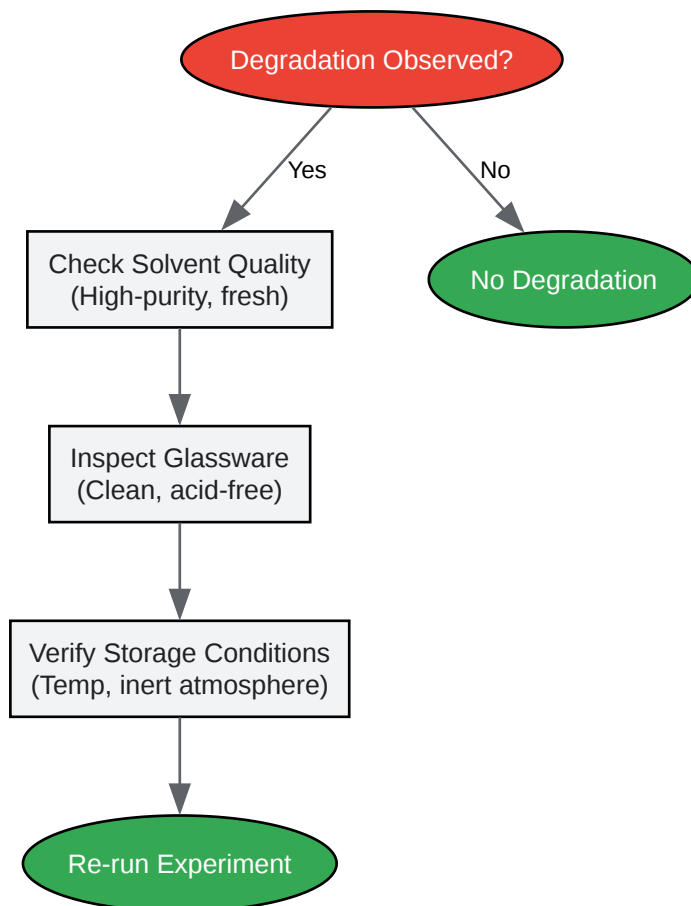 Degradation Observed?
Yes
No
Check Solvent Quality
(High-purity, fresh)
No Degradation
Inspect Glassware
(Clean, acid-free)
Verify Storage Conditions
(Temp, inert atmosphere)
Re-run Experiment